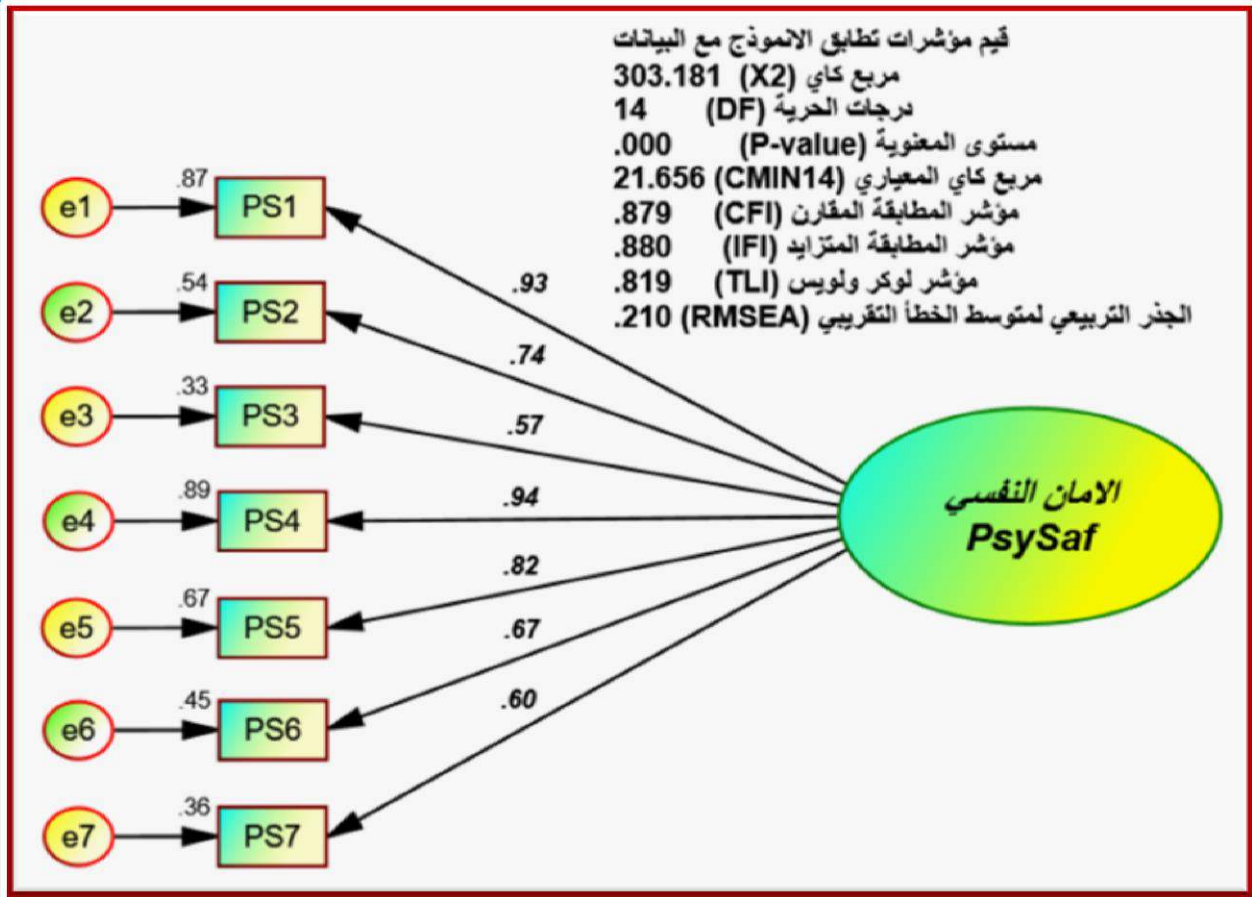 قيم مؤشرات تطابق الانموذج مع البيانات
مربع كاي (X2) 303.181
درجات الحرية (DF) 14
مستوى المعنوية (P-value) .000
مربع كاي المعياري (CMIN14) 21.656
مؤشر المطابقة المقارن (CFI) .879
مؤشر المطابقة المتزايد (IFI) .880
مؤشر لوكر ولويس (TLI) .819
الجذر التربيعي لمتوسط الخطأ التقريبي (RMSEA) .210
e1 .87 PS1 .93
e2 .54 PS2 .74
e3 .33 PS3 .57
e4 .89 PS4 .94
e5 .67 PS5 .82
e6 .45 PS6 .67
e7 .36 PS7 .60
الامان النفسي
PsySaf